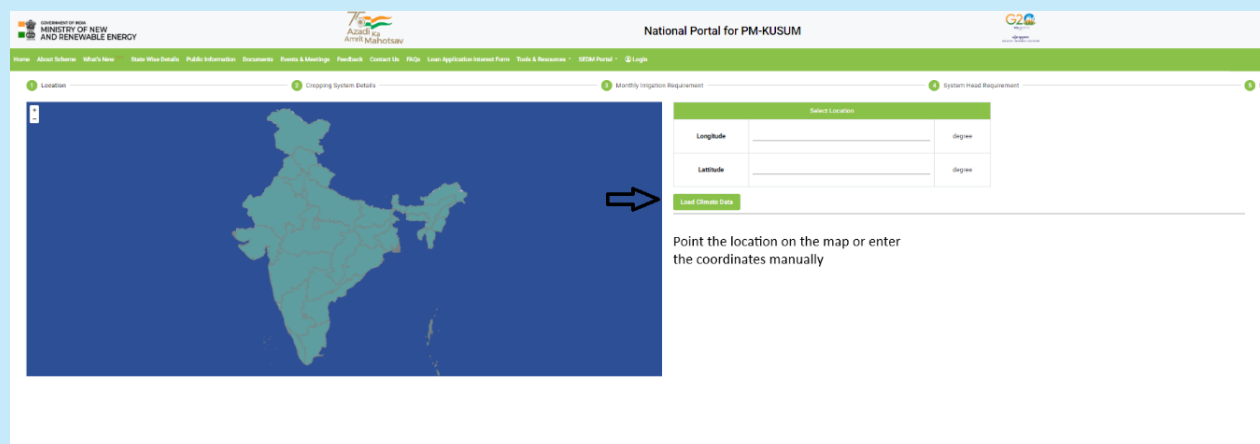 GOVERNMENT OF INDIA
MINISTRY OF NEW
AND RENEWABLE ENERGY
75
Azadi Ka
Amrit Mahotsav
National Portal for PM-KUSUM
G20
Home About Scheme What's New State Wise Details Public Information Documents Events & Meetings Feedback Contact Us FAQs Loan Application Interest Form Tools & Resources Portal Login
1 Location 2 Cropping System Details 3 Monthly Irrigation Requirement 4 System Head Requirement 5
+
-
Select Location
Longitude degree
Lattitude degree
Load Climate Data
Point the location on the map or enter
the coordinates manually